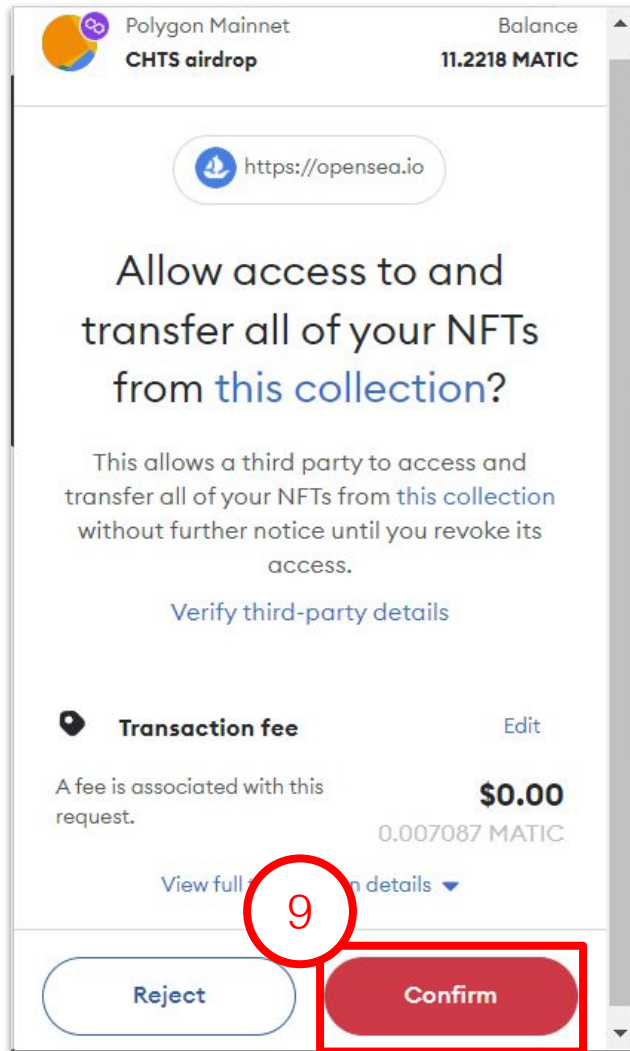 Polygon Mainnet Balance
CHTS airdrop 11.2218 MATIC
https://opensea.io
Allow access to and
transfer all of your NFTs
from this collection?
This allows a third party to access and
transfer all of your NFTs from this collection
without further notice until you revoke its
access.
Verify third-party details
Transaction fee Edit
A fee is associated with this $0.00
request. 0.007087 MATIC
View full details
9
Reject Confirm